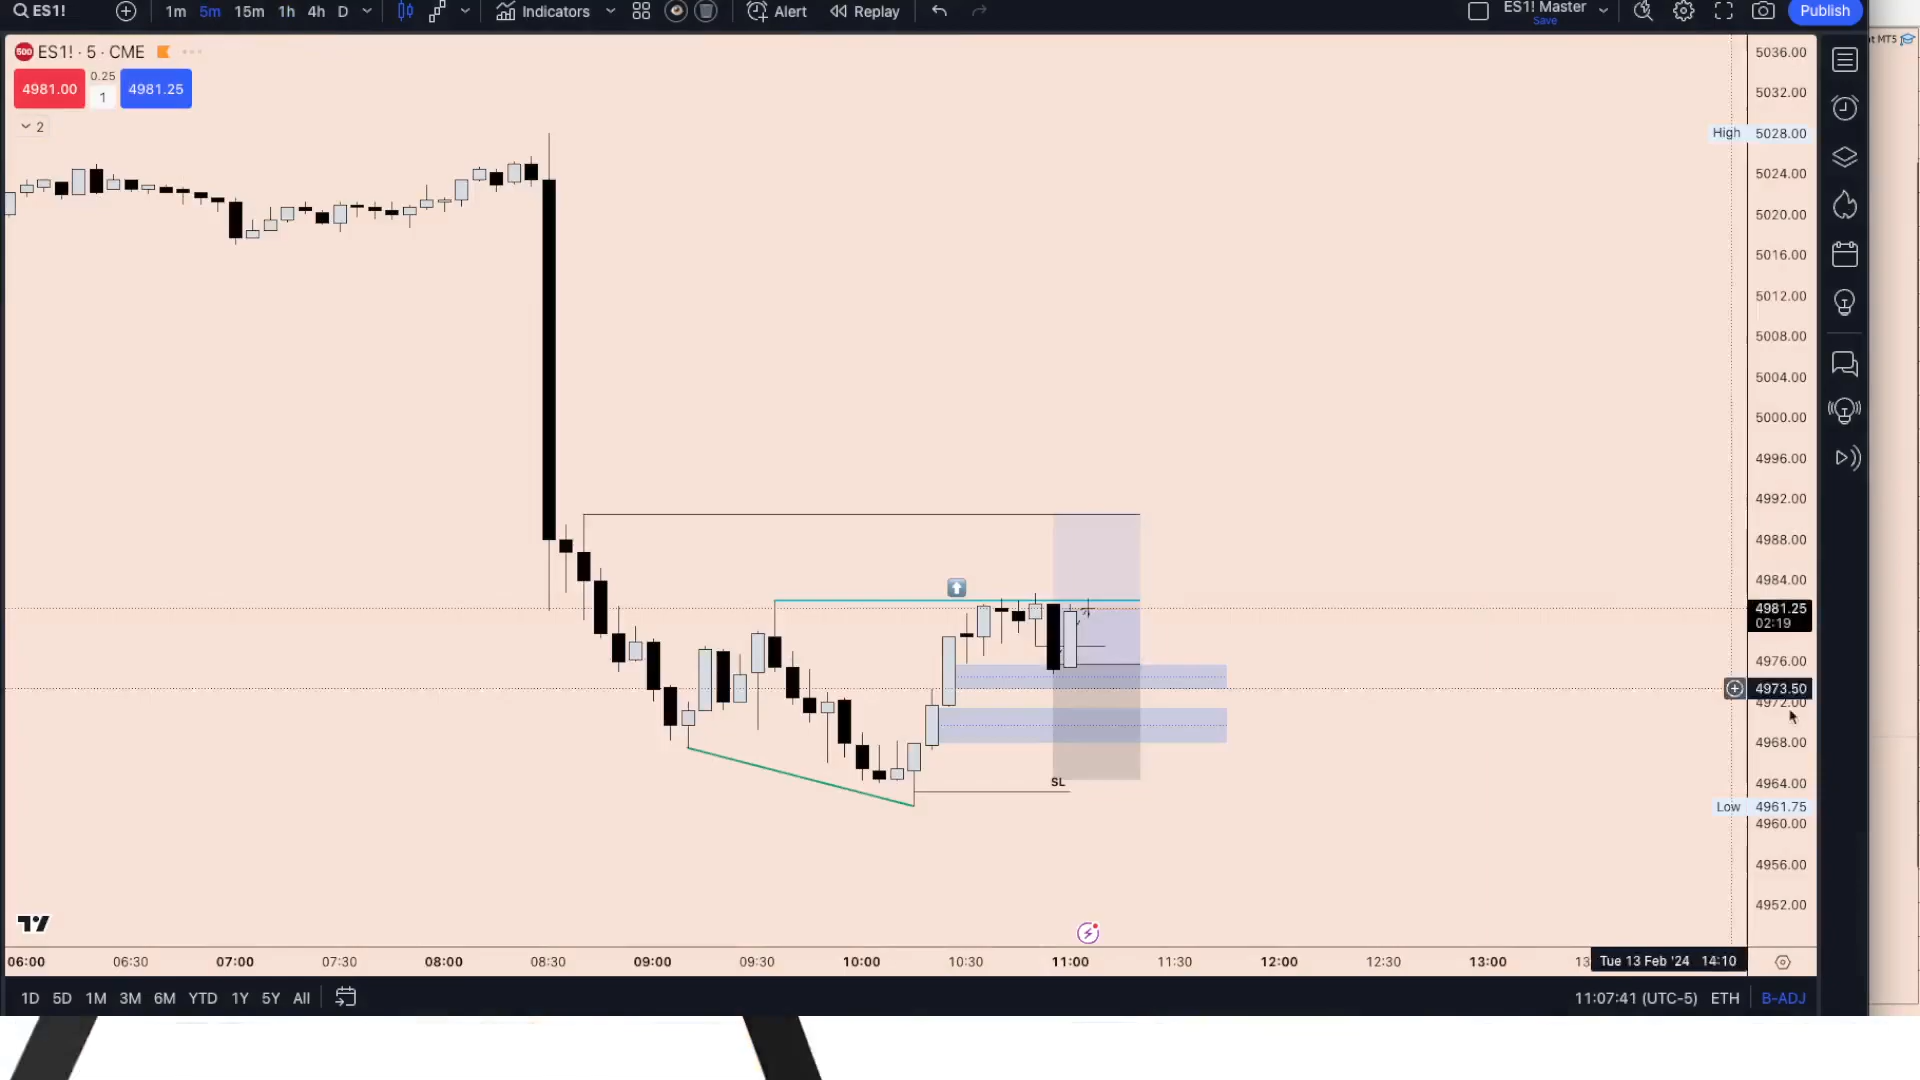 ES1!
1m 5m 15m 1h 4h D
Indicators
Alert
Replay
ES1! Master
Save
Publish
t MT5
500 ES1! · 5 · CME
4981.00 0.25 4981.25
1
2
5036.00
5032.00
High 5028.00
5024.00
5020.00
5016.00
5012.00
5008.00
5004.00
5000.00
4996.00
4992.00
4988.00
4984.00
4981.25
02:19
4976.00
4973.50
4972.00
4968.00
SL
4964.00
Low 4961.75
4960.00
4956.00
4952.00
06:00 06:30 07:00 07:30 08:00 08:30 09:00 09:30 10:00 10:30 11:00 11:30 12:00 12:30 13:00 13 Tue 13 Feb '24 14:10
1D 5D 1M 3M 6M YTD 1Y 5Y All
11:07:41 (UTC-5) ETH B-ADJ